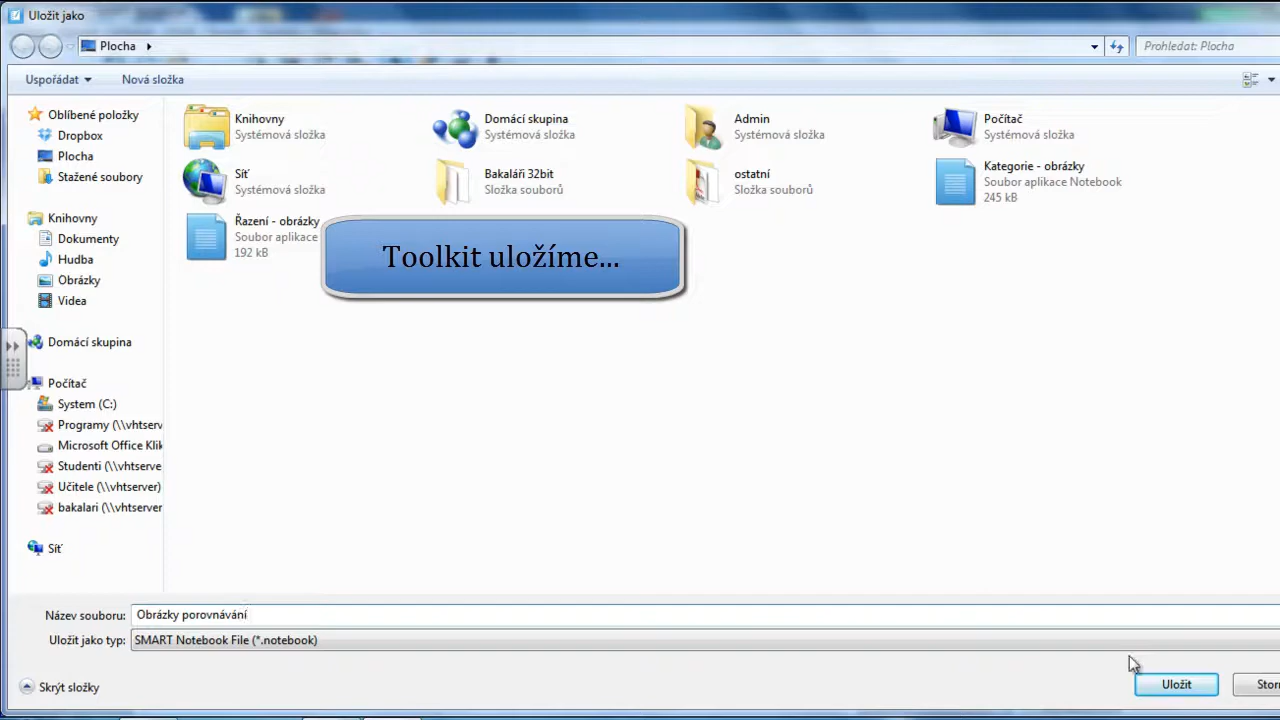 Uložit jako
Plocha
Prohledat: Plocha
Uspořádat
Nová složka
Oblíbené položky
Dropbox
Plocha
Stažené soubory
Knihovny
Dokumenty
Hudba
Obrázky
Videa
Domácí skupina
Počítač
System (C:)
Programy (\\vhtserv
Microsoft Office Klik
Studenti (\\vhtserve
Učitele (\\vhtserver)
bakalari (\\vhtserver
Síť
Knihovny
Systémová složka
Domácí skupina
Systémová složka
Admin
Systémová složka
Počítač
Systémová složka
Síť
Systémová složka
Bakaláři 32bit
Složka souborů
ostatní
Složka souborů
Kategorie - obrázky
Soubor aplikace Notebook
245 kB
Řazení - obrázky
Soubor aplikace
192 kB
Toolkit uložíme...
Název souboru: Obrázky porovnávání
Uložit jako typ: SMART Notebook File (*.notebook)
Skrýt složky
Uložit
Storn